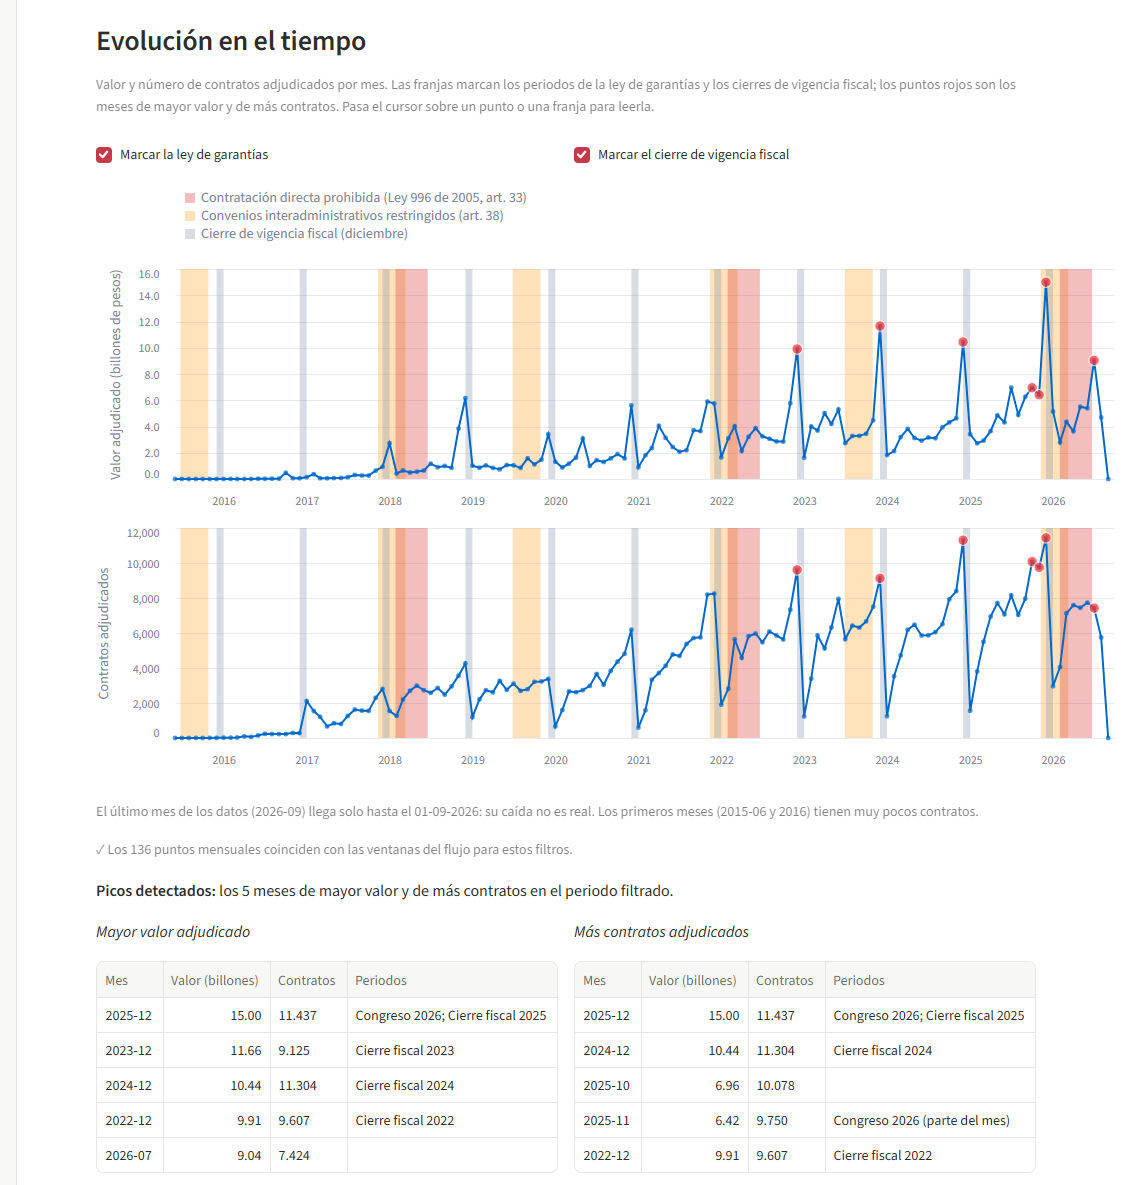 Evolución en el tiempo
Valor y número de contratos adjudicados por mes. Las franjas marcan los periodos de la ley de garantías y los cierres de vigencia fiscal; los puntos rojos son los
meses de mayor valor y de más contratos. Pasa el cursor sobre un punto o una franja para leerla.
Marcar la ley de garantías
Marcar el cierre de vigencia fiscal
Contratación directa prohibida (Ley 996 de 2005, art. 33)
Convenios interadministrativos restringidos (art. 38)
Cierre de vigencia fiscal (diciembre)
Valor adjudicado (billones de pesos)
16.0
14.0
12.0
10.0
8.0
6.0
4.0
2.0
0.0
2016 2017 2018 2019 2020 2021 2022 2023 2024 2025 2026
Contratos adjudicados
12,000
10,000
8,000
6,000
4,000
2,000
0
2016 2017 2018 2019 2020 2021 2022 2023 2024 2025 2026
El último mes de los datos (2026-09) llega solo hasta el 01-09-2026: su caída no es real. Los primeros meses (2015-06 y 2016) tienen muy pocos contratos.
✓ Los 136 puntos mensuales coinciden con las ventanas del flujo para estos filtros.
Picos detectados: los 5 meses de mayor valor y de más contratos en el periodo filtrado.
Mayor valor adjudicado
Mes Valor (billones) Contratos Periodos
2025-12 15.00 11.437 Congreso 2026; Cierre fiscal 2025
2023-12 11.66 9.125 Cierre fiscal 2023
2024-12 10.44 11.304 Cierre fiscal 2024
2022-12 9.91 9.607 Cierre fiscal 2022
2026-07 9.04 7.424
Más contratos adjudicados
Mes Valor (billones) Contratos Periodos
2025-12 15.00 11.437 Congreso 2026; Cierre fiscal 2025
2024-12 10.44 11.304 Cierre fiscal 2024
2025-10 6.96 10.078
2025-11 6.42 9.750 Congreso 2026 (parte del mes)
2022-12 9.91 9.607 Cierre fiscal 2022